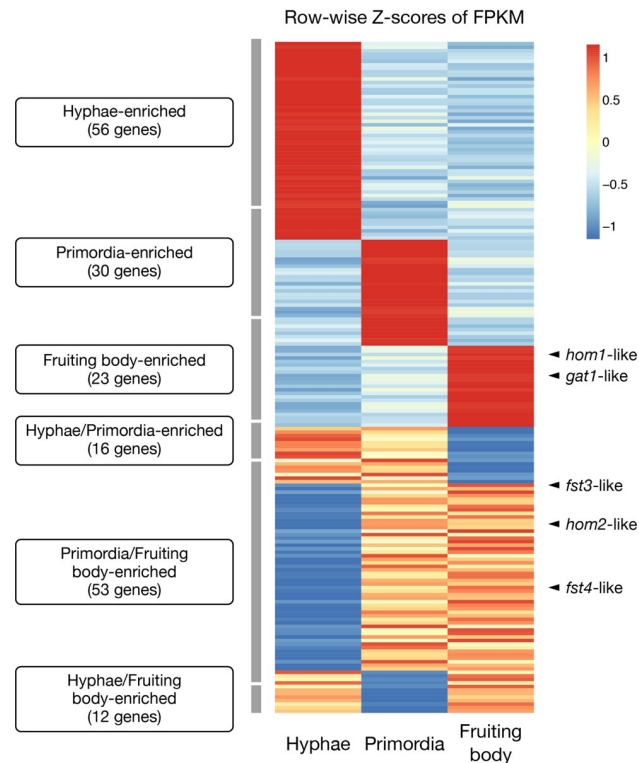 Row-wise Z-scores of FPKM
Hyphae-enriched
(56 genes)
Primordia-enriched
(30 genes)
Fruiting body-enriched
(23 genes)
Hyphae/Primordia-enriched
(16 genes)
Primordia/Fruiting
body-enriched
(53 genes)
Hyphae/Fruiting
body-enriched
(12 genes)
1
0.5
0
−0.5
−1
hom1-like
gat1-like
fst3-like
hom2-like
fst4-like
Hyphae
Primordia
Fruiting
body